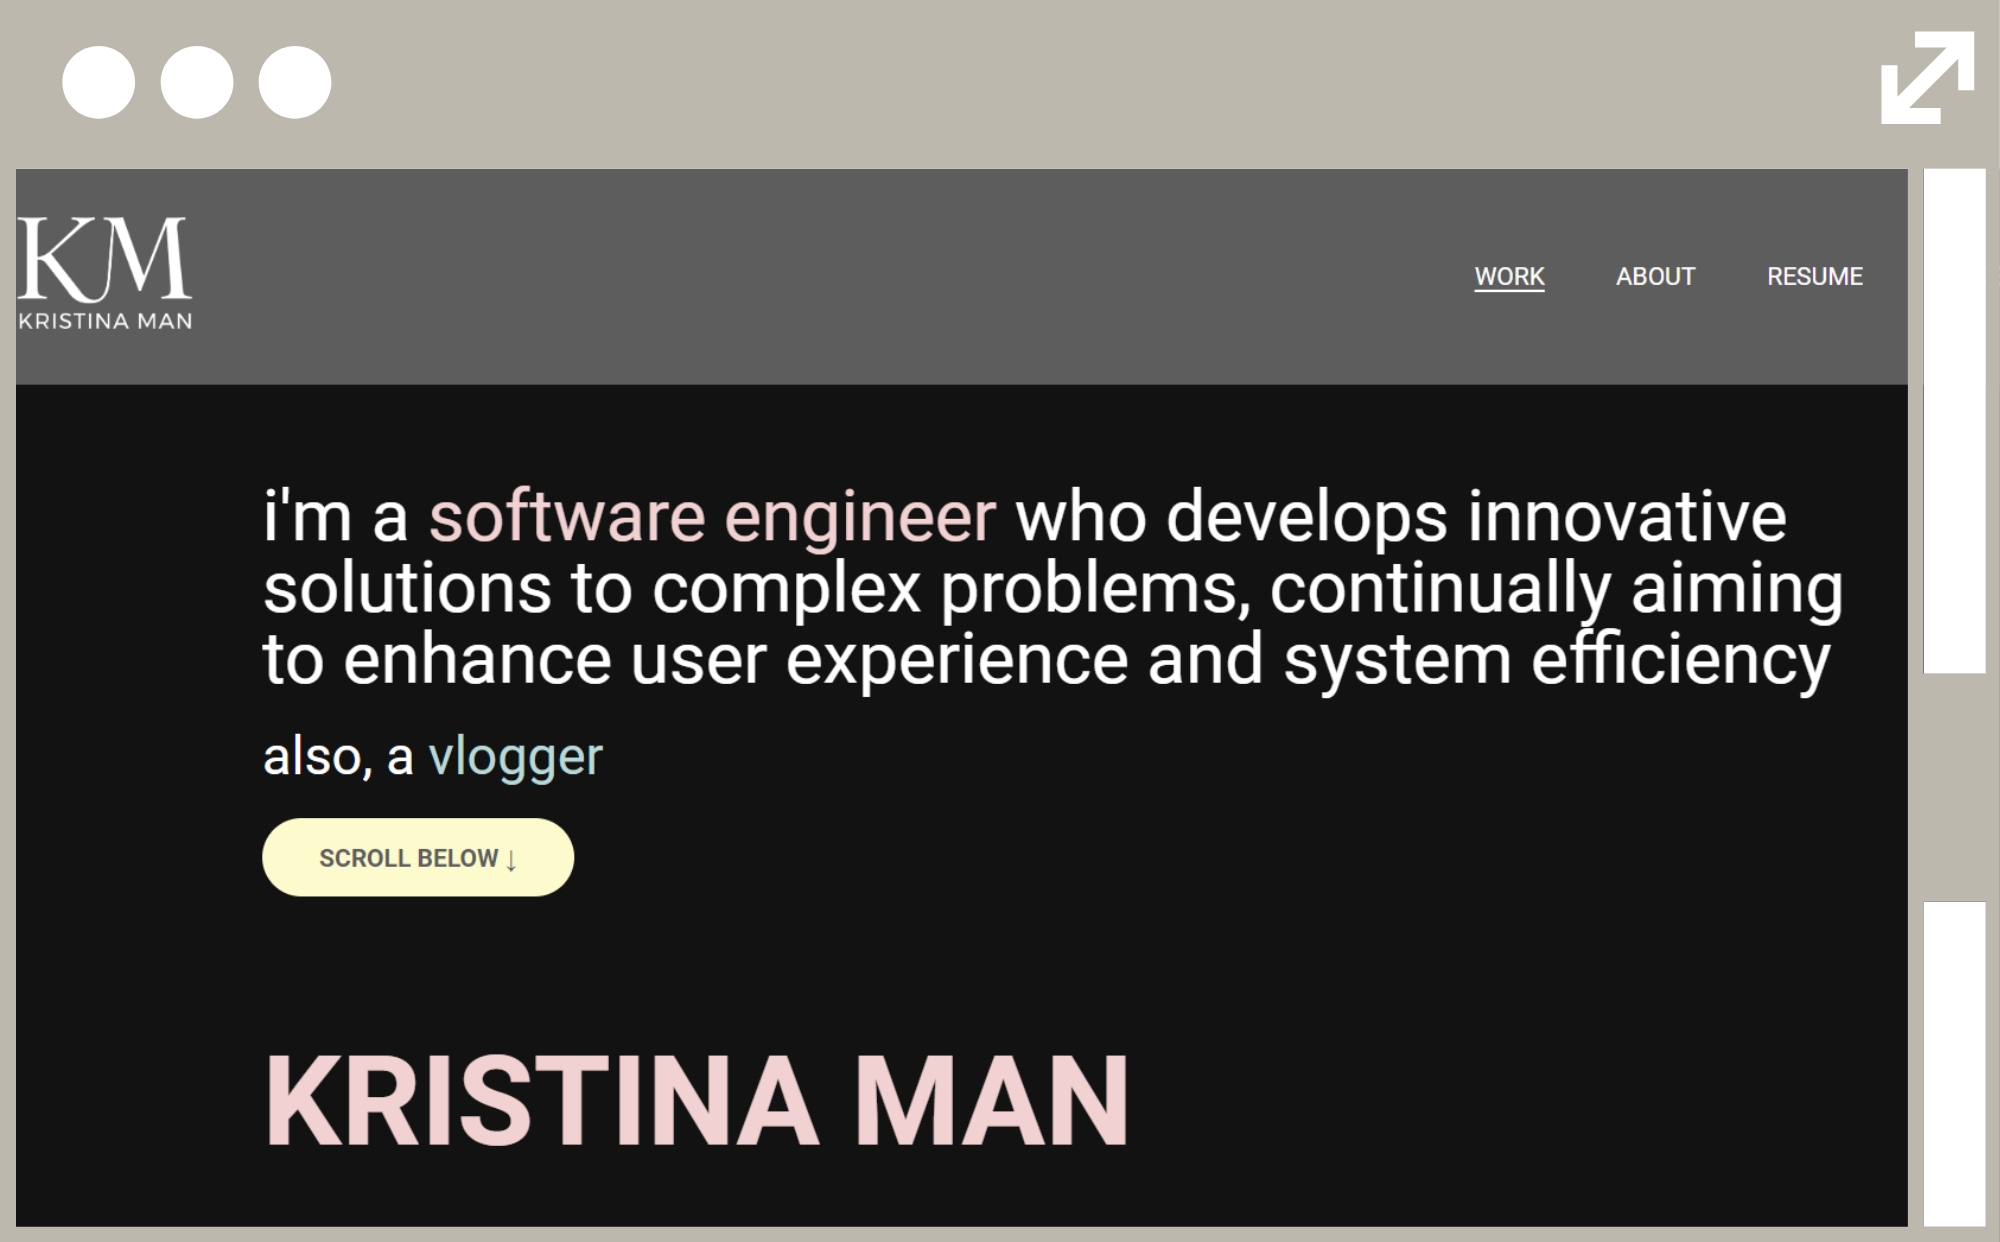 KM
KRISTINA MAN
WORK ABOUT RESUME
i'm a software engineer who develops innovative
solutions to complex problems, continually aiming
to enhance user experience and system efficiency
also, a vlogger
SCROLL BELOW ↓
KRISTINA MAN